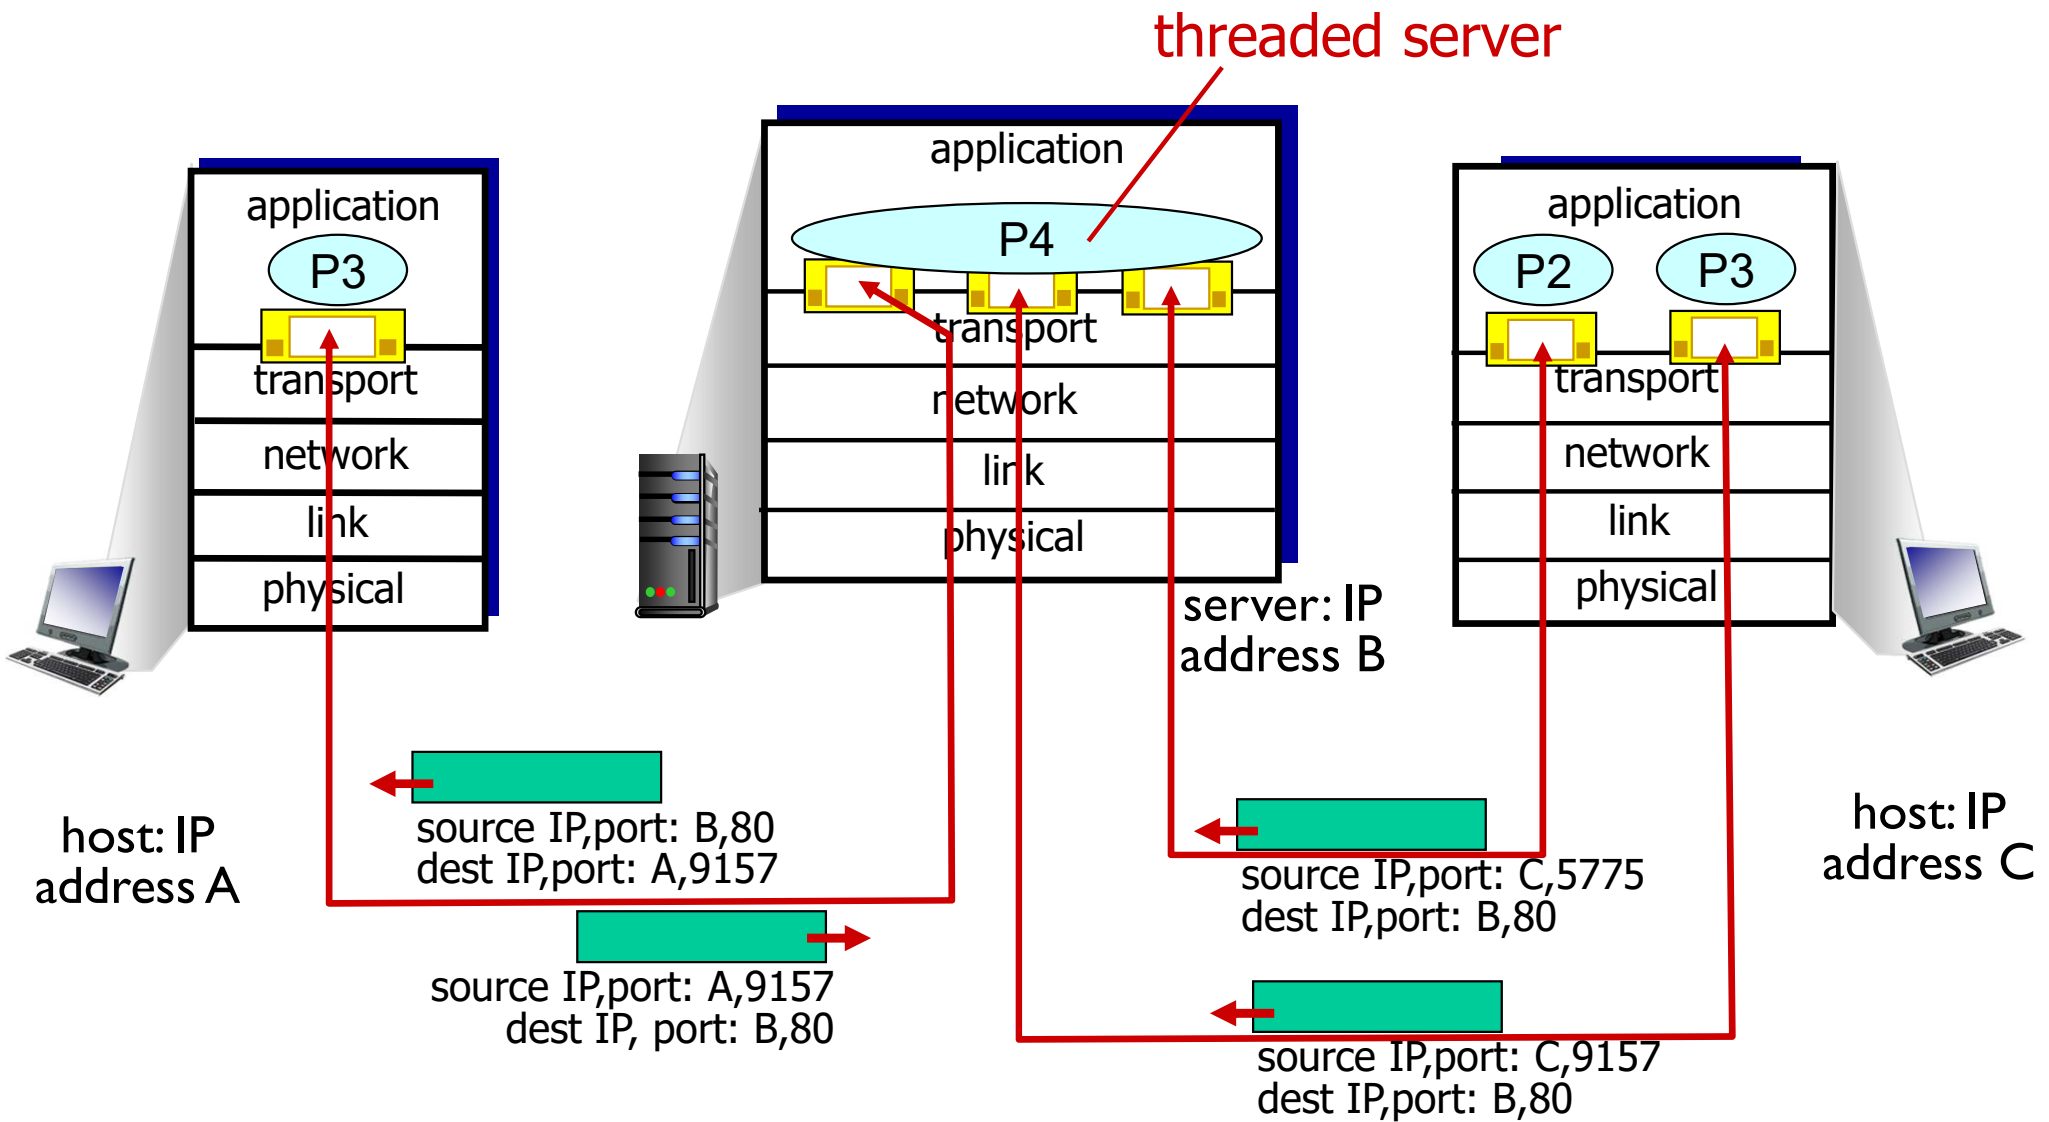 threaded server
application
P3
transport
network
link
physical
application
P4
transport
network
link
physical
application
P2
P3
transport
network
link
physical
server: IP
address B
host: IP
address A
source IP,port: B,80
dest IP,port: A,9157
source IP,port: A,9157
dest IP, port: B,80
source IP,port: C,5775
dest IP,port: B,80
source IP,port: C,9157
dest IP,port: B,80
host: IP
address C